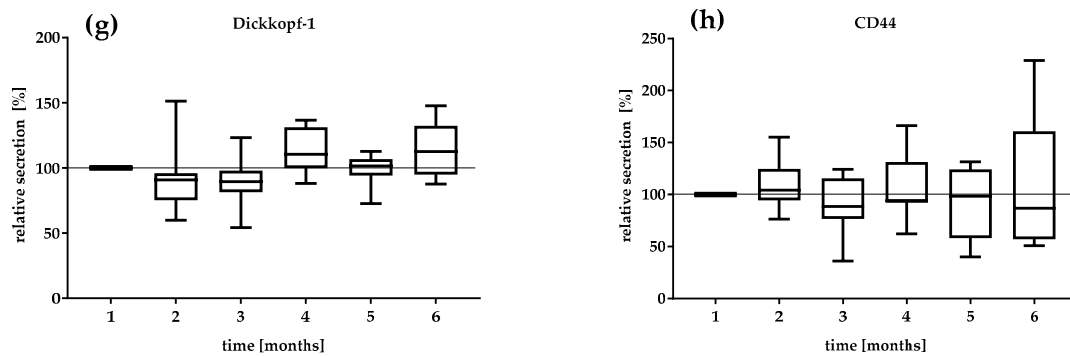 (g)
Dickkopf-1
relative secretion [%]
200
150
100
50
0
1 2 3 4 5 6
time [months]
(h)
CD44
relative secretion [%]
250
200
150
100
50
0
1 2 3 4 5 6
time [months]